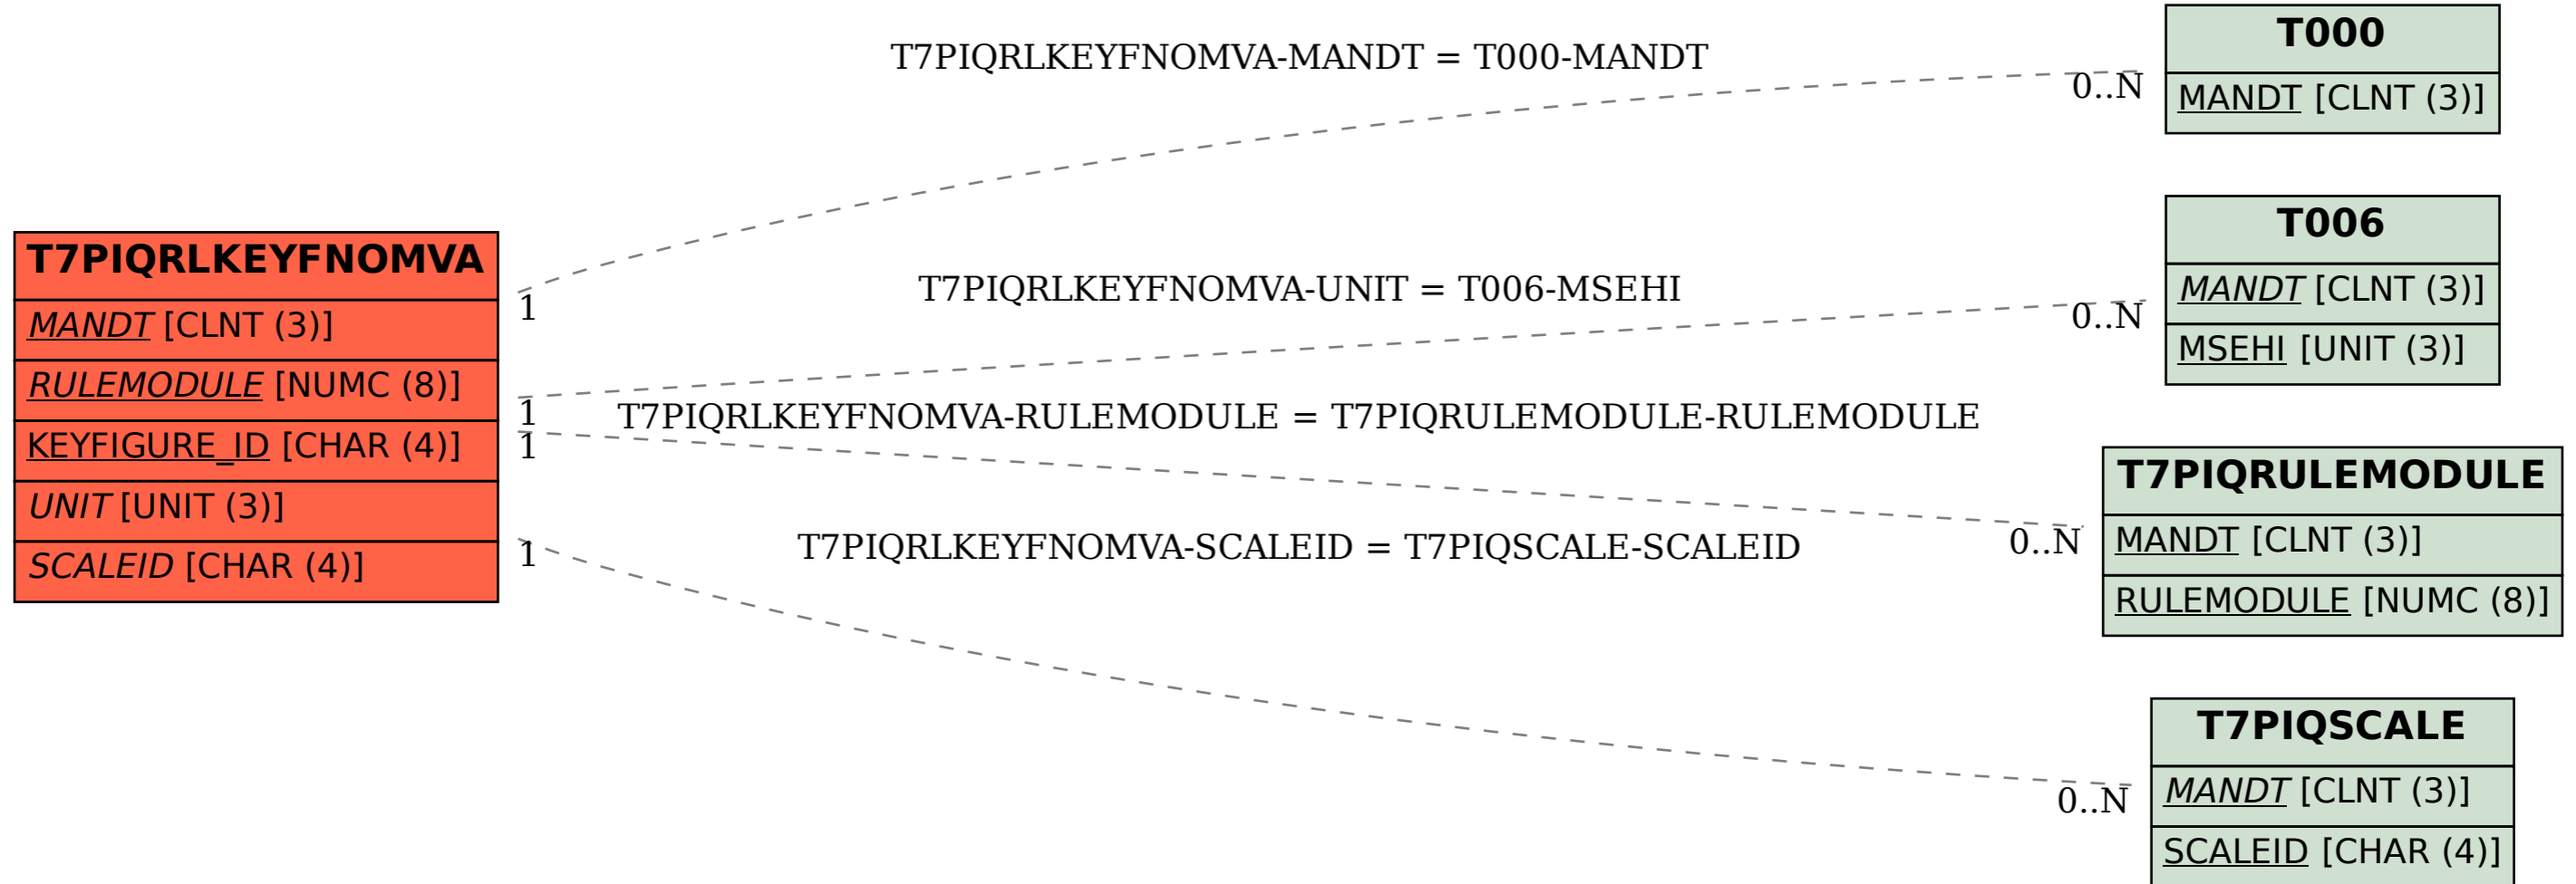 T7PIQRLKEYFNOMVA
MANDT [CLNT (3)]
RULEMODULE [NUMC (8)]
KEYFIGURE_ID [CHAR (4)]
UNIT [UNIT (3)]
SCALEID [CHAR (4)]
T7PIQRLKEYFNOMVA-MANDT = T000-MANDT
1
0..N
T7PIQRLKEYFNOMVA-UNIT = T006-MSEHI
1
0..N
T7PIQRLKEYFNOMVA-RULEMODULE = T7PIQRULEMODULE-RULEMODULE
1
0..N
T7PIQRLKEYFNOMVA-SCALEID = T7PIQSCALE-SCALEID
1
0..N
T000
MANDT [CLNT (3)]
T006
MANDT [CLNT (3)]
MSEHI [UNIT (3)]
T7PIQRULEMODULE
MANDT [CLNT (3)]
RULEMODULE [NUMC (8)]
T7PIQSCALE
MANDT [CLNT (3)]
SCALEID [CHAR (4)]